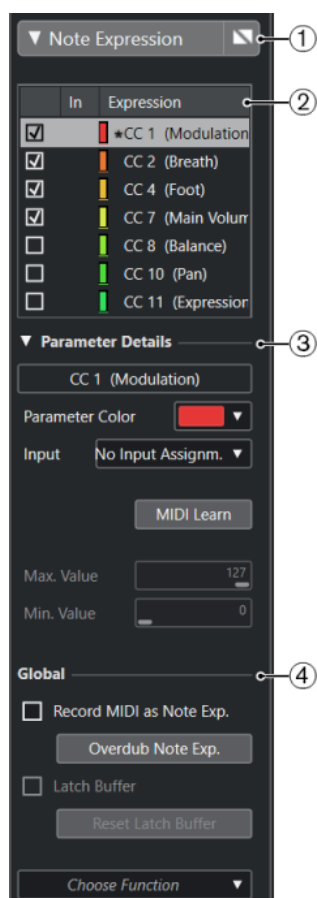 Note Expression
1
In Expression
2
★CC 1 (Modulation
CC 2 (Breath)
CC 4 (Foot)
CC 7 (Main Volum
CC 8 (Balance)
CC 10 (Pan)
CC 11 (Expression
Parameter Details
3
CC 1 (Modulation)
Parameter Color
Input No Input Assignm.
MIDI Learn
Max. Value 127
Min. Value 0
Global
4
Record MIDI as Note Exp.
Overdub Note Exp.
Latch Buffer
Reset Latch Buffer
Choose Function